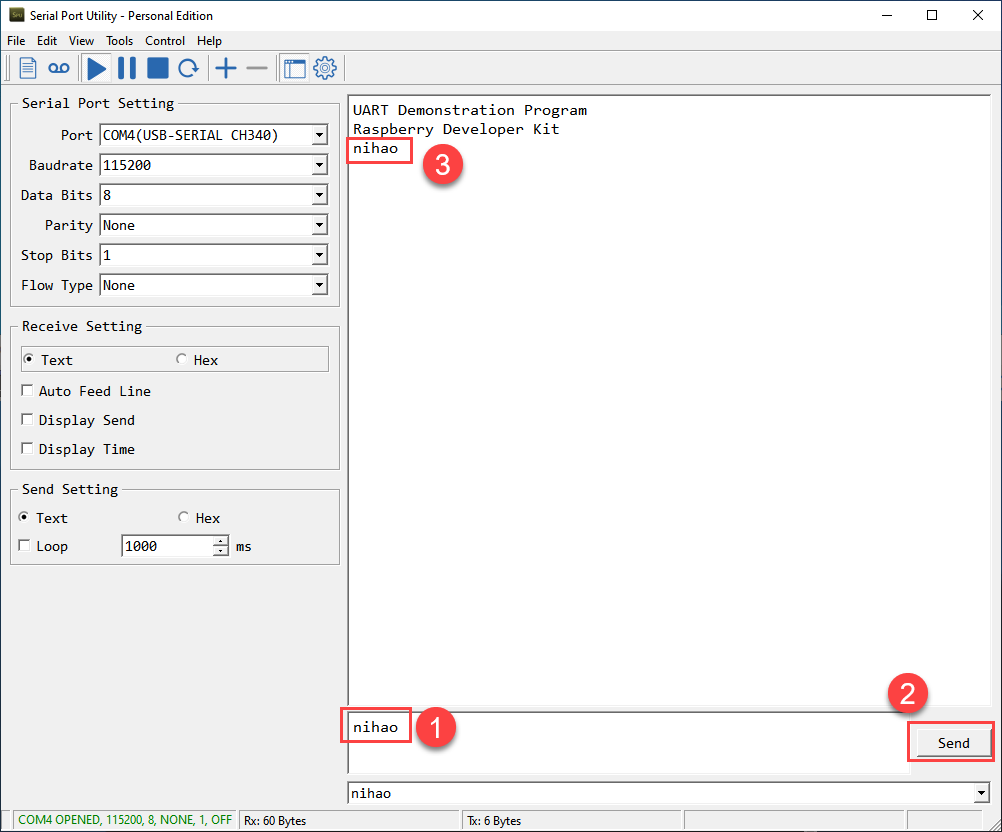 Serial Port Utility - Personal Edition
File Edit View Tools Control Help
Serial Port Setting
Port COM4(USB-SERIAL CH340)
Baudrate 115200
Data Bits 8
Parity None
Stop Bits 1
Flow Type None
Receive Setting
Text Hex
Auto Feed Line
Display Send
Display Time
Send Setting
Text Hex
Loop 1000 ms
UART Demonstration Program
Raspberry Developer Kit
nihao
3
nihao
1
2
Send
nihao
COM4 OPENED, 115200, 8, NONE, 1, OFF Rx: 60 Bytes Tx: 6 Bytes